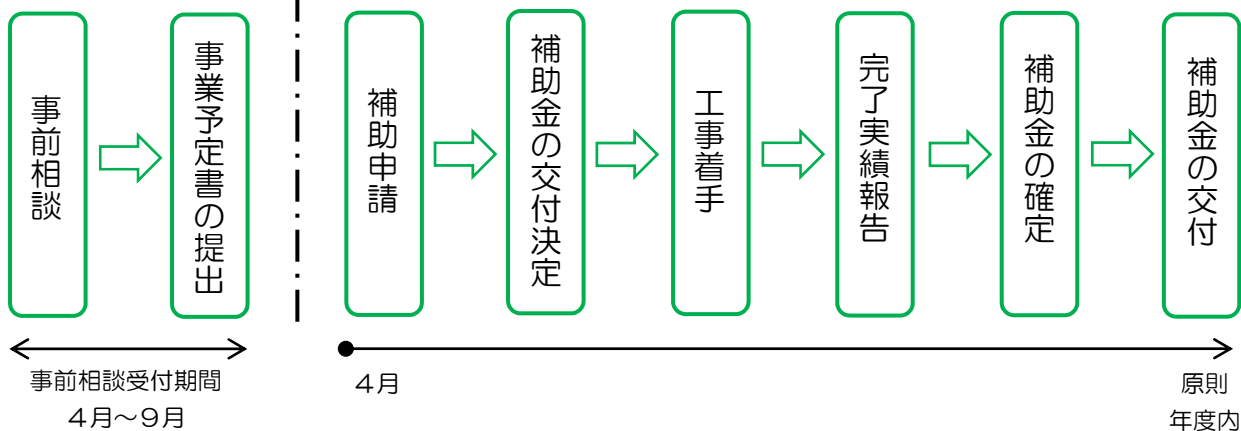 事前相談
事業予定書の提出
補助申請
補助金の交付決定
工事着手
完了実績報告
補助金の確定
補助金の交付
事前相談受付期間
４月～９月
４月
原則
年度内